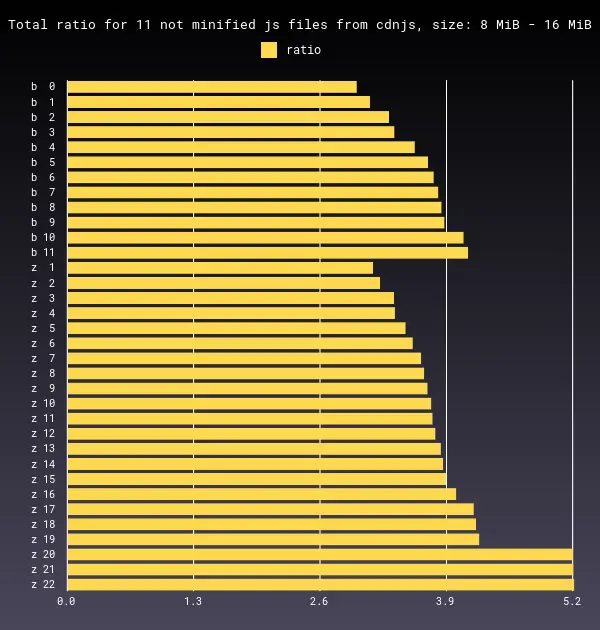 Total ratio for 11 not minified js files from cdnjs, size: 8 MiB - 16 MiB
ratio
b 0
b 1
b 2
b 3
b 4
b 5
b 6
b 7
b 8
b 9
b 10
b 11
z 1
z 2
z 3
z 4
z 5
z 6
z 7
z 8
z 9
z 10
z 11
z 12
z 13
z 14
z 15
z 16
z 17
z 18
z 19
z 20
z 21
z 22
0.0 1.3 2.6 3.9 5.2